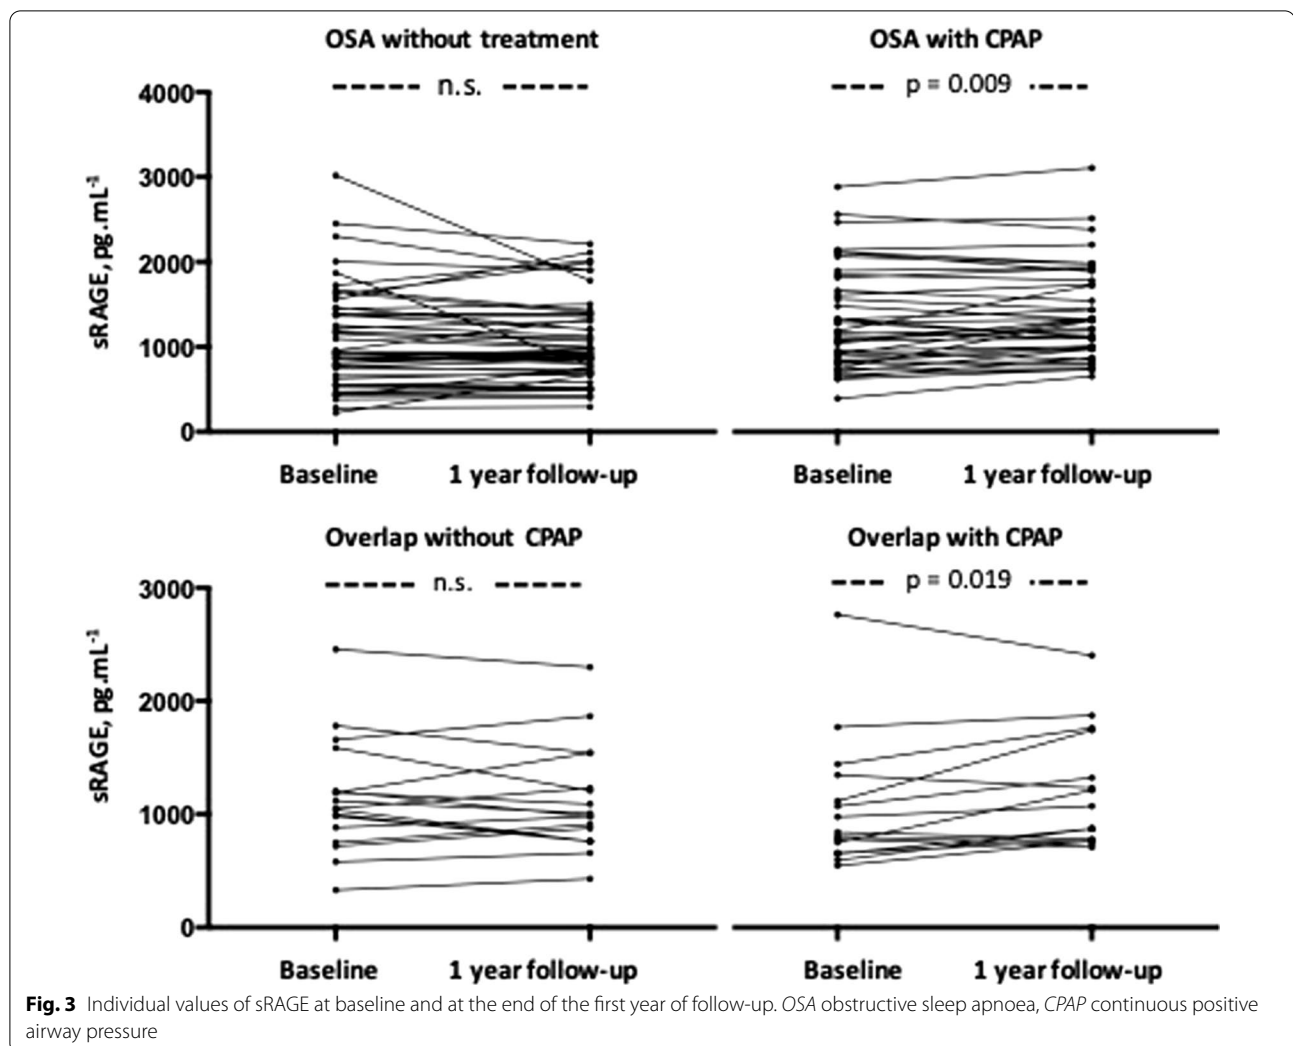 OSA without treatment
OSA with CPAP
n.s.
p = 0.009
4000
3000
2000
1000
0
sRAGE, pg.mL⁻¹
Baseline
1 year follow-up
Baseline
1 year follow-up
Overlap without CPAP
Overlap with CPAP
n.s.
p = 0.019
3000
2000
1000
0
sRAGE, pg.mL⁻¹
Baseline
1 year follow-up
Baseline
1 year follow-up
Fig. 3 Individual values of sRAGE at baseline and at the end of the first year of follow-up. OSA obstructive sleep apnoea, CPAP continuous positive
airway pressure